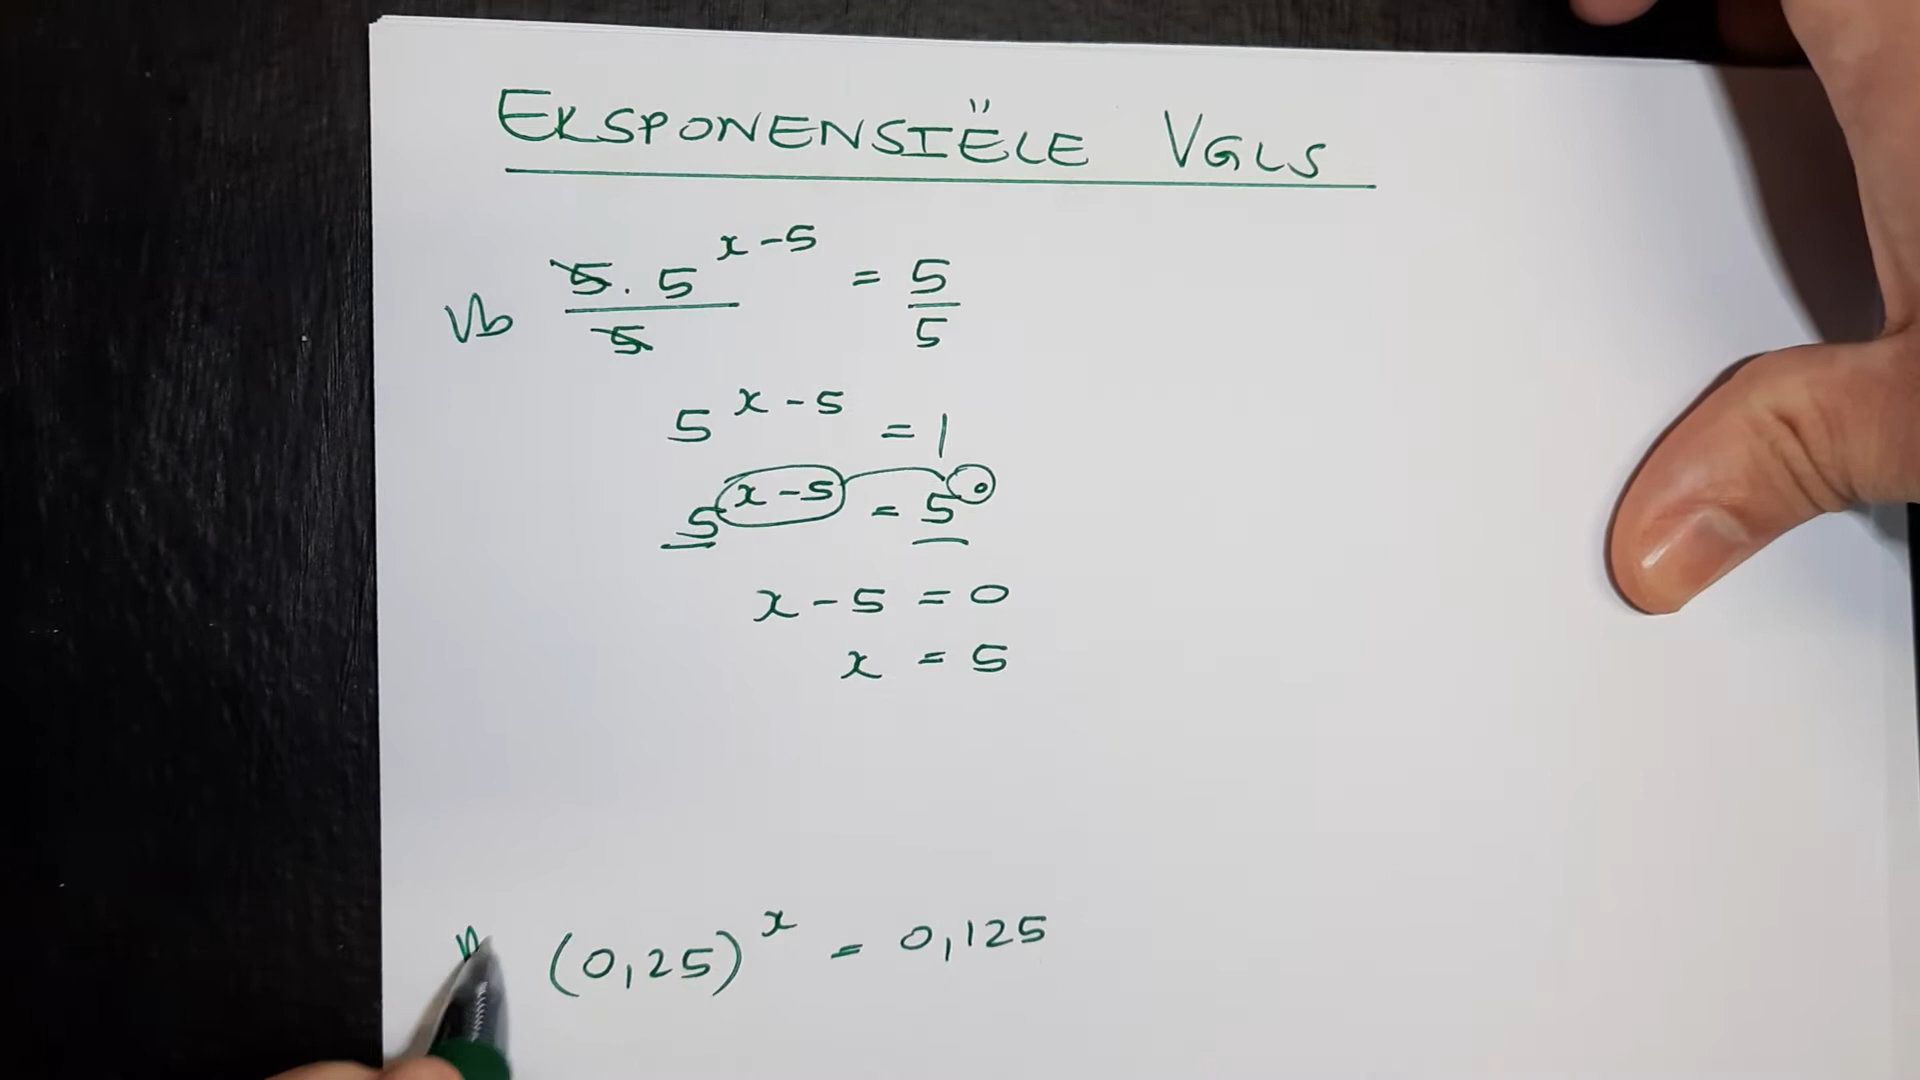 EKSPONENSIËLE VGLS
Vb 5 . 5^(x-5) / 5 = 5/5
5^(x-5) = 1
5^(x-5) = 5^0
x - 5 = 0
x = 5
(0,25)^x = 0,125